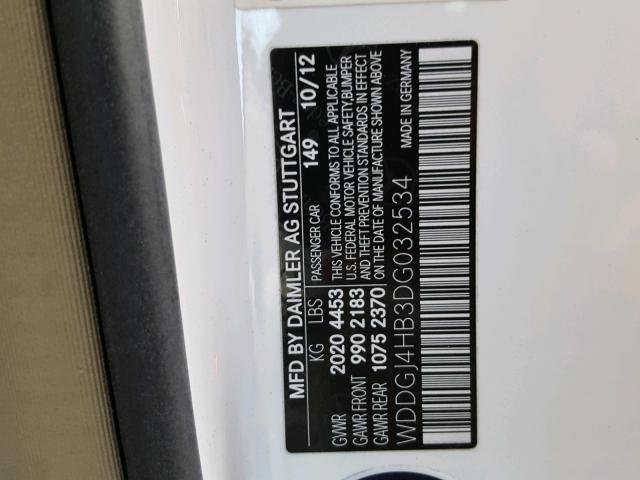 MFD BY DAIMLER AG STUTTGART
KG LBS PASSENGER CAR 149 10/12
GVWR 2020 4453 THIS VEHICLE CONFORMS TO ALL APPLICABLE
GAWR FRONT 990 2183 U.S. FEDERAL MOTOR VEHICLE SAFETY,BUMPER
AND THEFT PREVENTION STANDARDS IN EFFECT
GAWR REAR 1075 2370 ON THE DATE OF MANUFACTURE SHOWN ABOVE
WDDGJ4HB3DG032534 MADE IN GERMANY